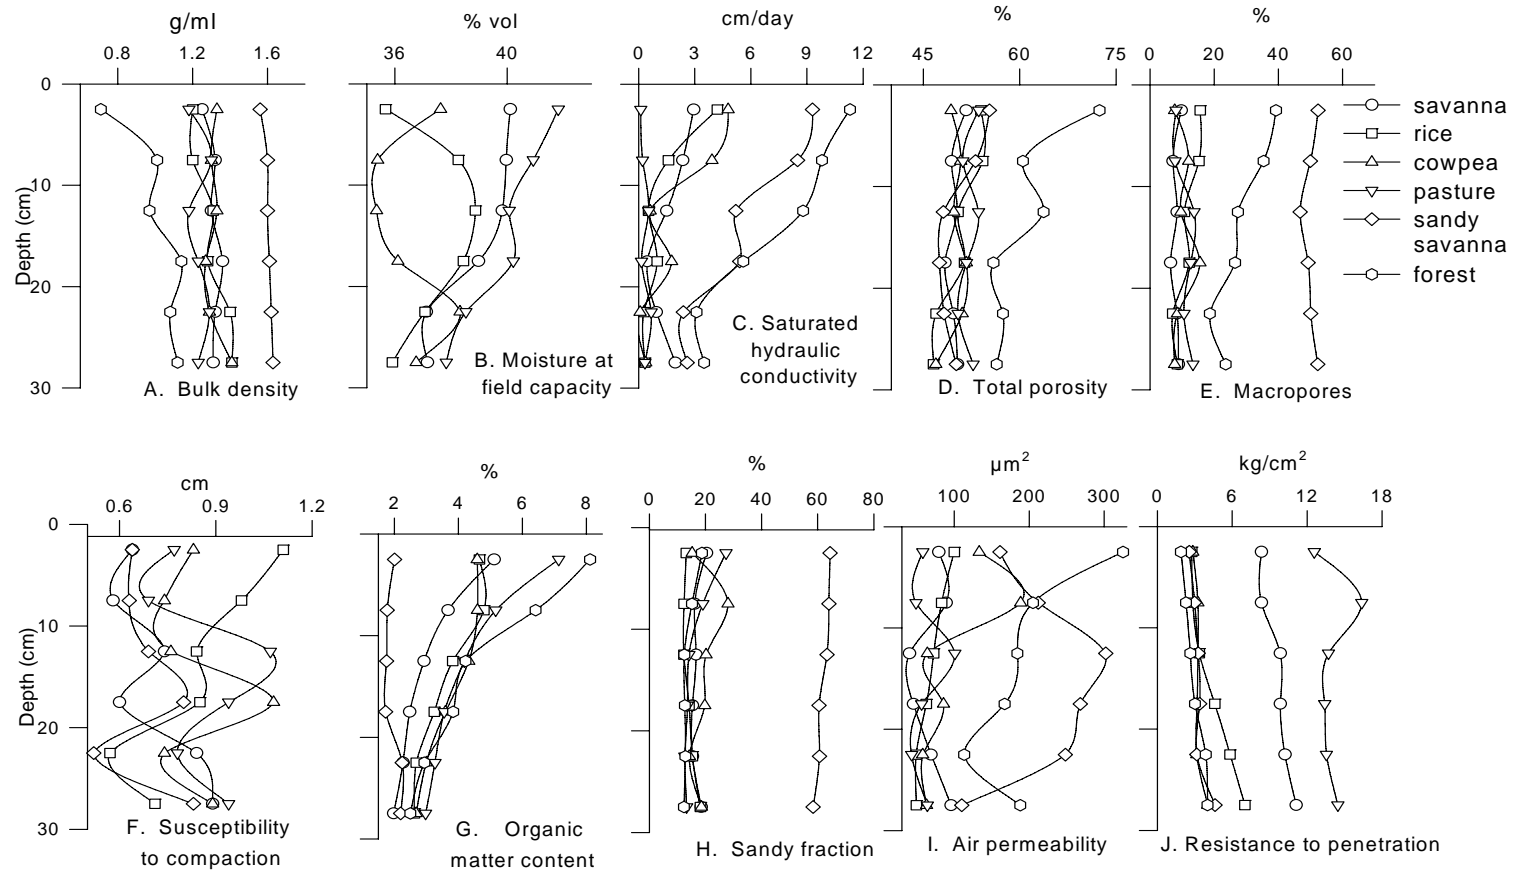 g/ml
% vol
cm/day
%
%
0.8 1.2 1.6
36 40
0 3 6 9 12
45 60 75
0 20 40 60
0
10
20
30
Depth (cm)
savanna
rice
cowpea
pasture
sandy
savanna
forest
A. Bulk density
B. Moisture at
field capacity
C. Saturated
hydraulic
conductivity
D. Total porosity
E. Macropores
cm
%
%
µm2
kg/cm2
0.6 0.9 1.2
2 4 6 8
0 20 40 60 80
100 200 300
0 6 12 18
0
10
20
30
Depth (cm)
F. Susceptibility
to compaction
G. Organic
matter content
H. Sandy fraction
I. Air permeability
J. Resistance to penetration